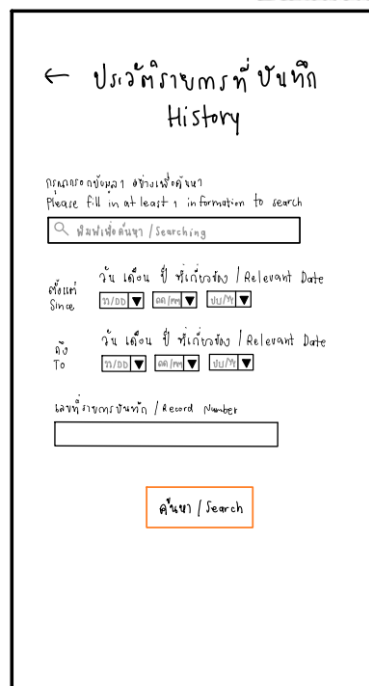 ← ประวัติรายการที่ บันทึก
History
กรุณากรอกข้อมูล 1 อย่างเพื่อค้นหา
Please fill in at least 1 information to search
พิมพ์เพื่อค้นหา / Searching
วัน เดือน ปี ที่เกี่ยวข้อง / Relevant Date
ตั้งแต่
Since
วว/DD ▼ ดด/MM ▼ ปป/YY ▼
วัน เดือน ปี ที่เกี่ยวข้อง / Relevant Date
ถึง
To
วว/DD ▼ ดด/MM ▼ ปป/YY ▼
เลขที่รายการบันทึก / Record Number
ค้นหา / Search